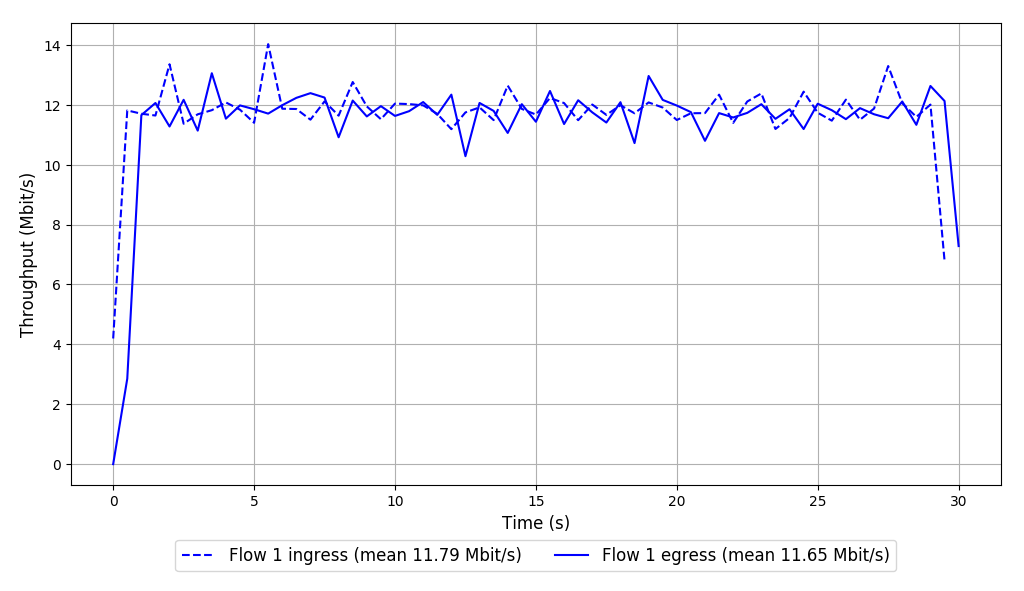 14
12
10
8
6
4
2
0
Throughput (Mbit/s)
0 5 10 15 20 25 30
Time (s)
Flow 1 ingress (mean 11.79 Mbit/s) Flow 1 egress (mean 11.65 Mbit/s)